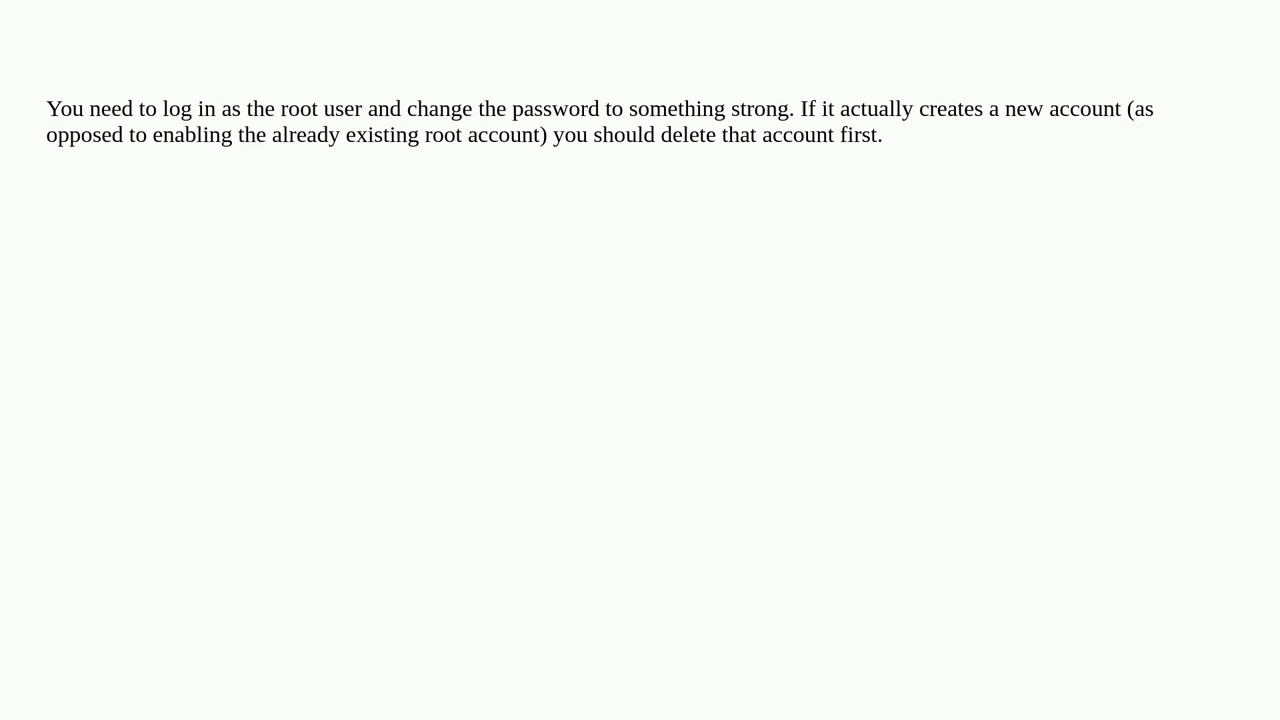 You need to log in as the root user and change the password to something strong. If it actually creates a new account (as
opposed to enabling the already existing root account) you should delete that account first.